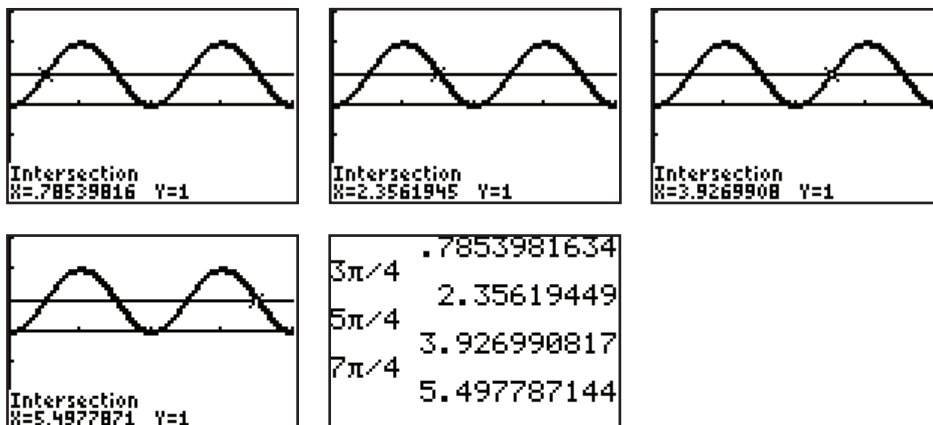 Intersection
X=.78539816 Y=1
Intersection
X=2.3561945 Y=1
Intersection
X=3.9269908 Y=1
Intersection
X=5.4977871 Y=1
.7853981634
3π/4
2.35619449
5π/4
3.926990817
7π/4
5.497787144